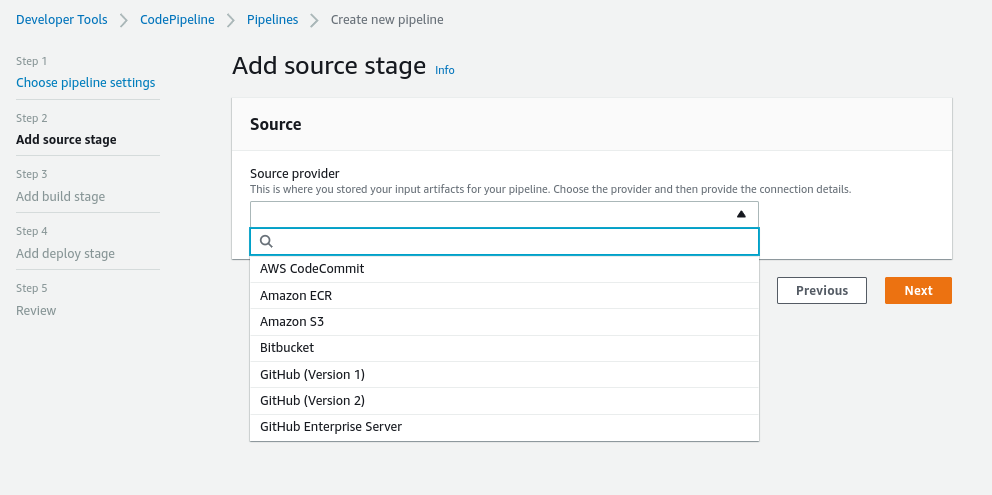 Developer Tools CodePipeline Pipelines Create new pipeline
Step 1
Choose pipeline settings
Step 2
Add source stage
Step 3
Add build stage
Step 4
Add deploy stage
Step 5
Review
Add source stage Info
Source
Source provider
This is where you stored your input artifacts for your pipeline. Choose the provider and then provide the connection details.
AWS CodeCommit
Amazon ECR
Amazon S3
Bitbucket
GitHub (Version 1)
GitHub (Version 2)
GitHub Enterprise Server
Previous Next